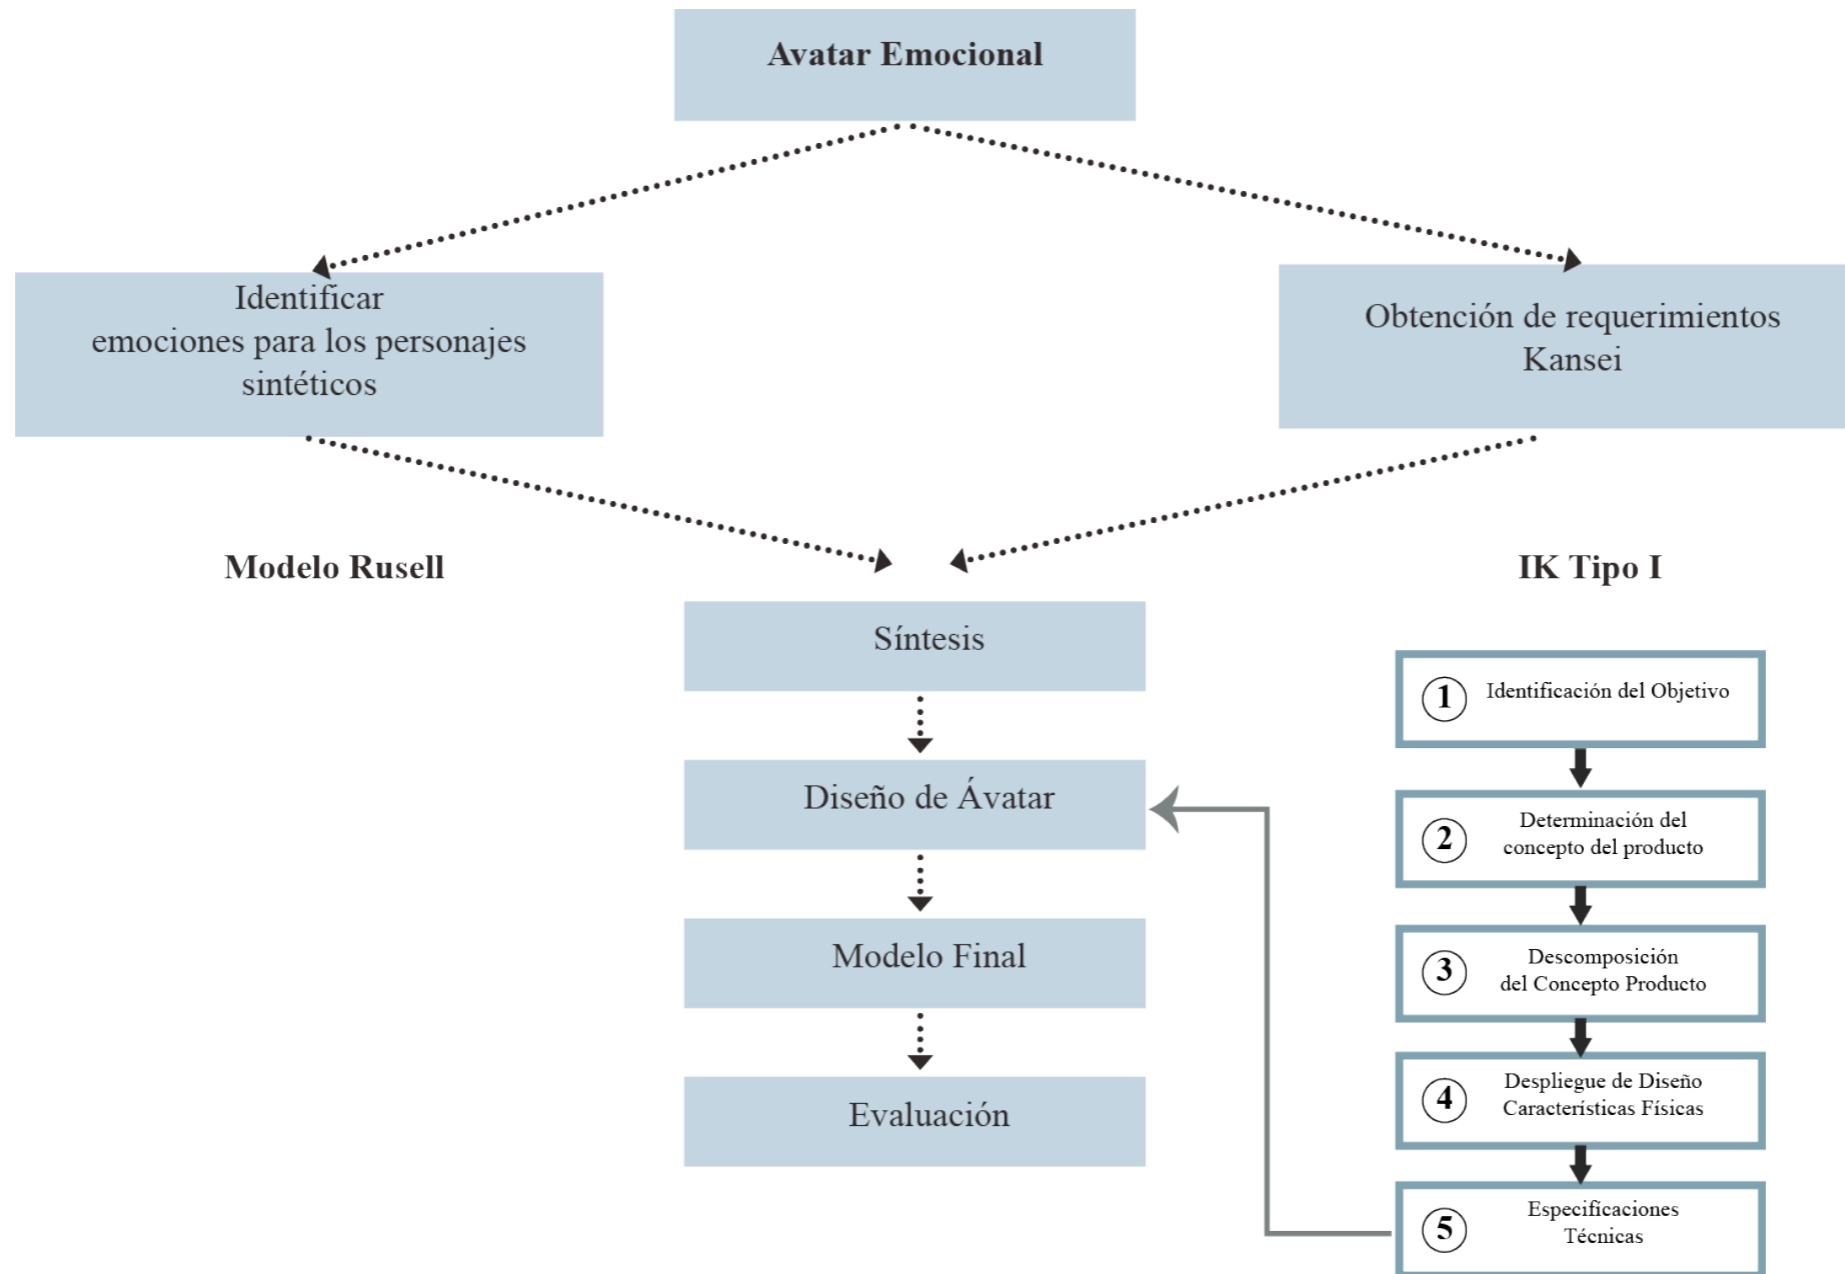 Avatar Emocional
Identificar
emociones para los personajes
sintéticos
Obtención de requerimientos
Kansei
Modelo Rusell
IK Tipo I
Síntesis
Diseño de Ávatar
Modelo Final
Evaluación
1 Identificación del Objetivo
2 Determinación del
concepto del producto
3 Descomposición
del Concepto Producto
4 Despliegue de Diseño
Características Físicas
5 Especificaciones
Técnicas